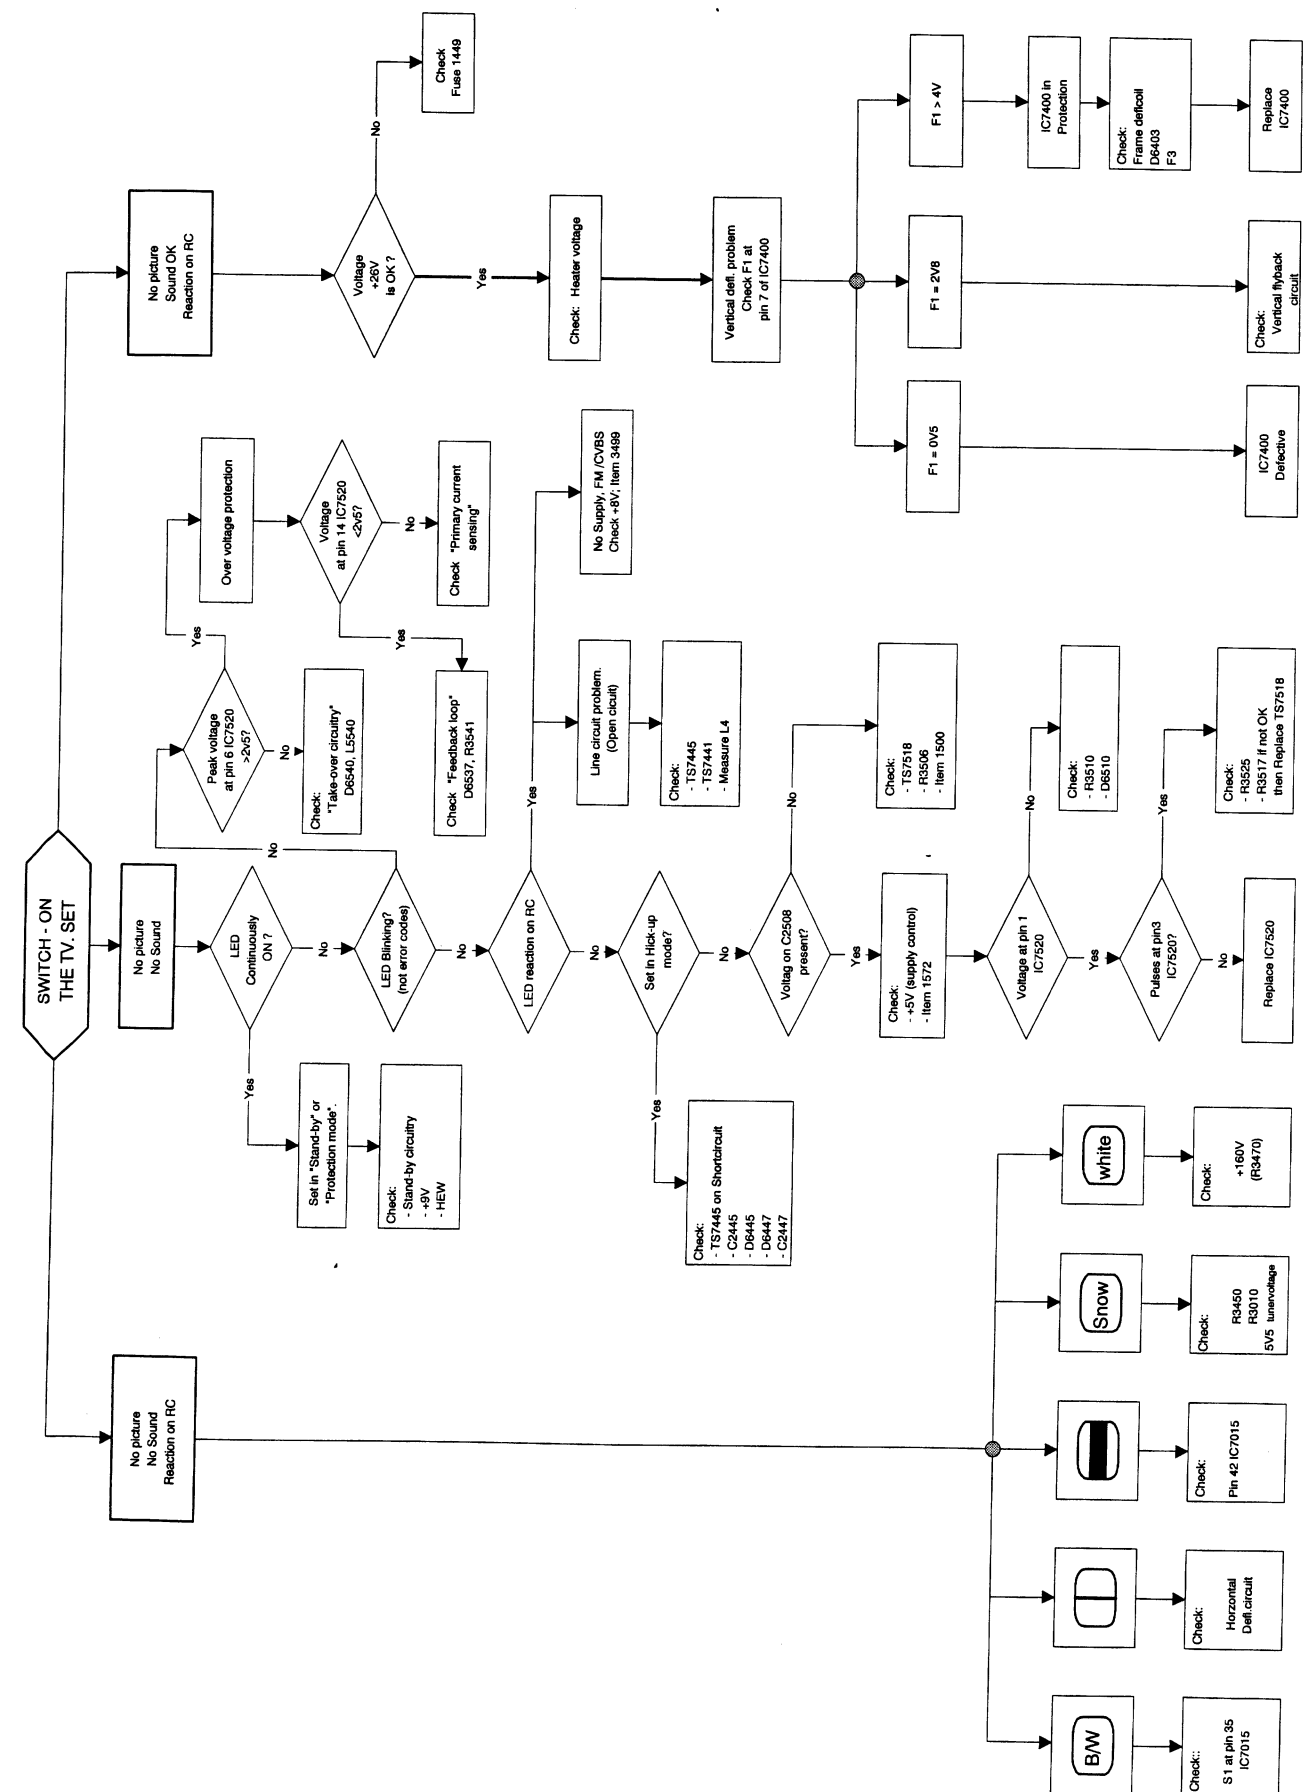 SWITCH - ON
THE TV. SET
No picture
No Sound
Reaction on RC
B/W
Check::
S1 at pin 35
IC7015
Check:
Horzontal
Defl.circuit
Check:
Pin 42 IC7015
Snow
Check:
R3450
R3010
5V5 tunervoltage
white
Check:
+160V
(R3470)
No picture
No Sound
LED
Continuously
ON ?
Yes
Set in "Stand-by" or
"Protection mode".
Check:
- Stand-by circuitry
- +9V
- HEW
No
LED Blinking?
(not error codes)
No
Peak voltage
at pin 6 IC7520
>2v5?
No
Check:
"Take-over circuitry"
D6540, L5540
Yes
Over voltage protection
Voltage
at pin 14 IC7520
<2v5?
Yes
Check "Feedback loop"
D6537, R3541
No
Check "Primary current
sensing"
No
LED reaction on RC
Yes
Line circuit problem.
(Open cicuit)
Check:
- TS7445
- TS7441
- Measure L4
No Supply, FM /CVBS
Check +8V; Item 3499
No
Set in Hick-up
mode?
Yes
Check:
- TS7445 on Shortcircuit
- C2445
- D6445
- D6447
- C2447
No
Voltag on C2508
present?
No
Check:
- TS7518
- R3506
- Item 1500
Yes
Check:
- +5V (supply control)
- Item 1572
Voltage at pin 1
IC7520
No
Check:
- R3510
- D6510
Yes
Pulses at pin3
IC7520?
Yes
Check:
- R3525
- R3517 if not OK
then Replace TS7518
No
Replace IC7520
No picture
Sound OK
Reaction on RC
Voltage
+26V
is OK ?
No
Check
Fuse 1449
Yes
Check: Heater voltage
Vertical defl. problem
Check F1 at
pin 7 of IC7400
F1 = 0V5
IC7400
Defective
F1 = 2V8
Check:
Vertical flyback
circuit
F1 > 4V
IC7400 in
Protection
Check:
Frame deflcoil
D6403
F3
Replace
IC7400